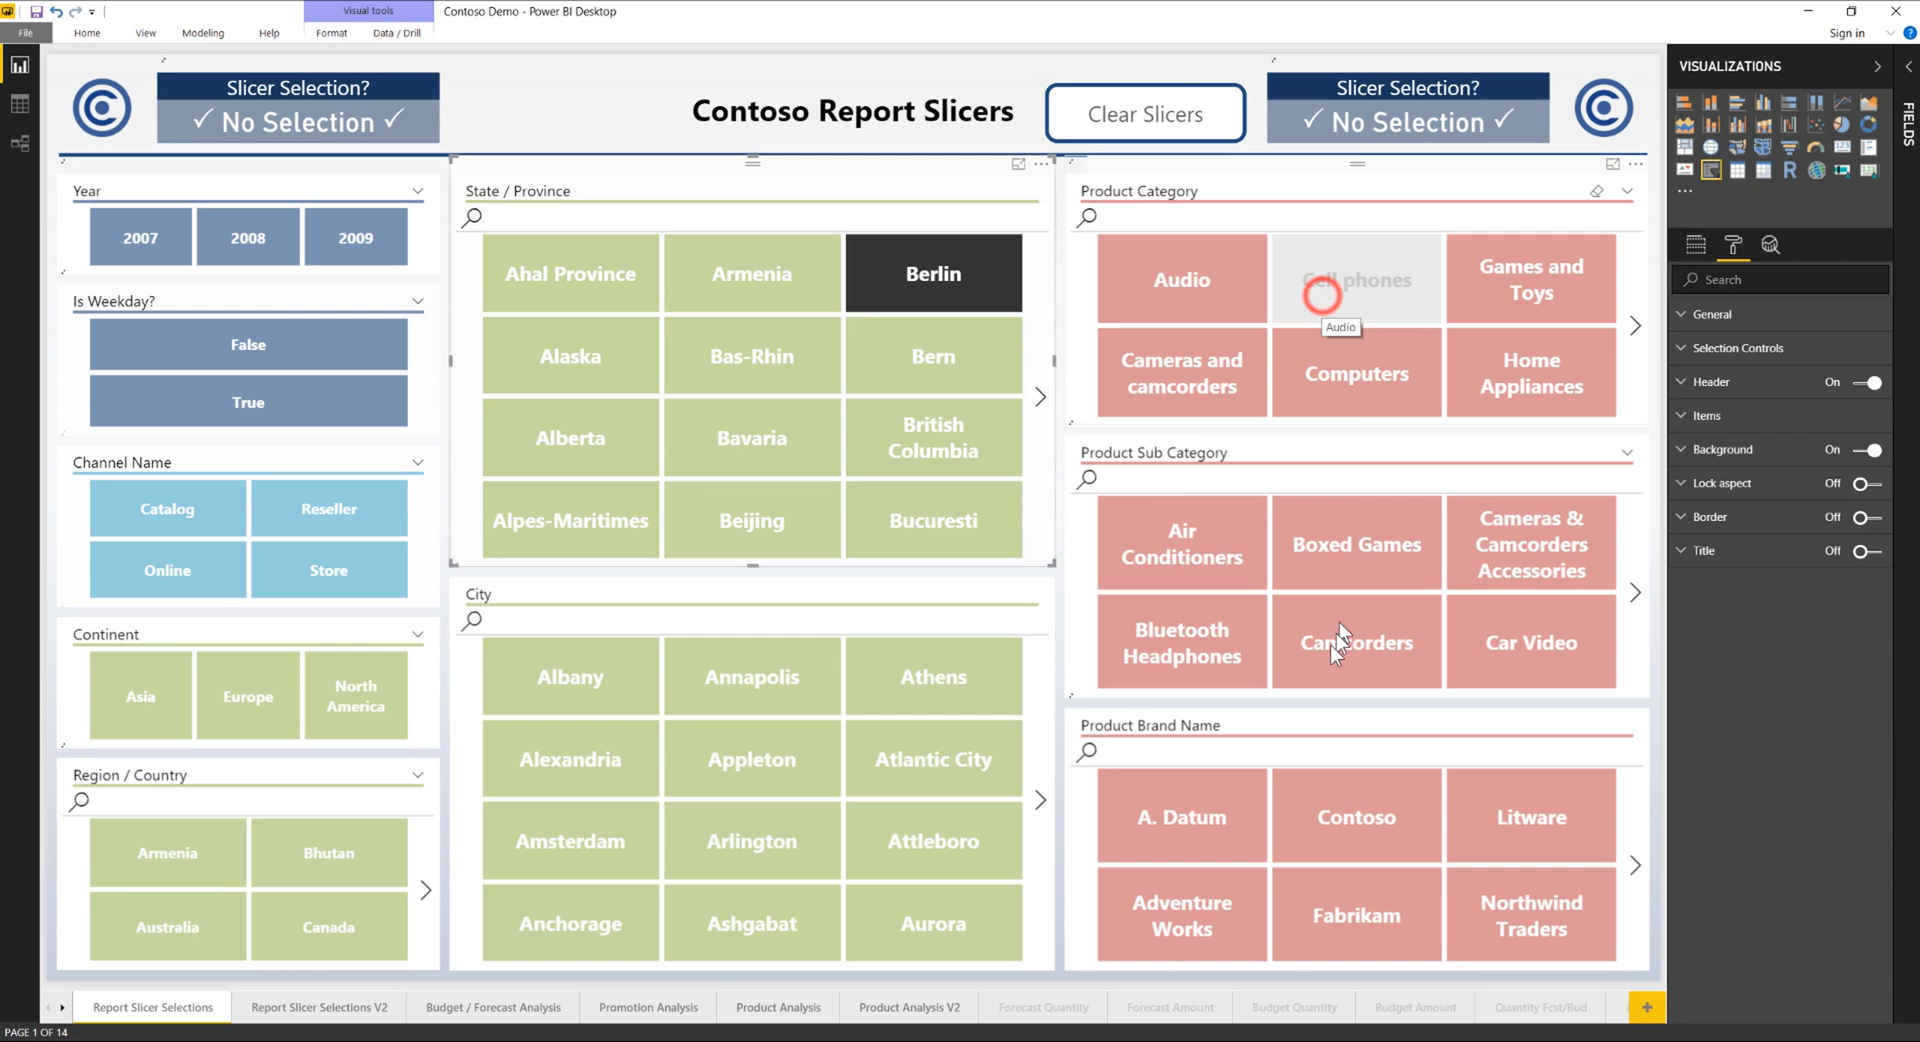 Visual tools
Contoso Demo - Power BI Desktop
File
Home
View
Modeling
Help
Format
Data / Drill
Sign in
?
Slicer Selection?
✓ No Selection ✓
Contoso Report Slicers
Clear Slicers
Slicer Selection?
✓ No Selection ✓
Year
2007
2008
2009
Is Weekday?
False
True
Channel Name
Catalog
Reseller
Online
Store
Continent
Asia
Europe
North
America
Region / Country
Armenia
Bhutan
Australia
Canada
State / Province
Ahal Province
Armenia
Berlin
Alaska
Bas-Rhin
Bern
Alberta
Bavaria
British
Columbia
Alpes-Maritimes
Beijing
Bucuresti
City
Albany
Annapolis
Athens
Alexandria
Appleton
Atlantic City
Amsterdam
Arlington
Attleboro
Anchorage
Ashgabat
Aurora
Product Category
Audio
Cell phones
Games and
Toys
Audio
Cameras and
camcorders
Computers
Home
Appliances
Product Sub Category
Air
Conditioners
Boxed Games
Cameras &
Camcorders
Accessories
Bluetooth
Headphones
Camcorders
Car Video
Product Brand Name
A. Datum
Contoso
Litware
Adventure
Works
Fabrikam
Northwind
Traders
VISUALIZATIONS
R
Search
General
Selection Controls
Header On
Items
Background On
Lock aspect Off
Border Off
Title Off
FIELDS
Report Slicer Selections
Report Slicer Selections V2
Budget / Forecast Analysis
Promotion Analysis
Product Analysis
Product Analysis V2
Forecast Quantity
Forecast Amount
Budget Quantity
Budget Amount
Quantity Fcst/Bud
PAGE 1 OF 14